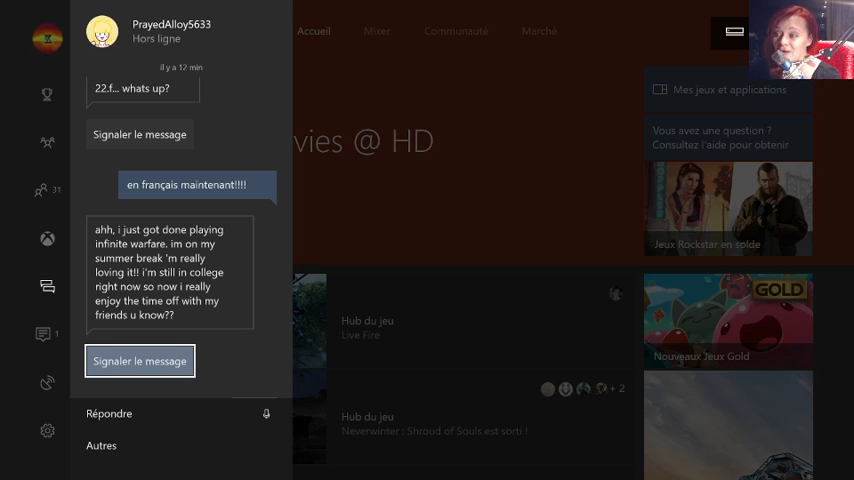 PrayedAlloy5633
Hors ligne
il y a 12 min
22.f... whats up?
Signaler le message
en français maintenant!!!!
ahh, i just got done playing
infinite warfare. im on my
summer break 'm really
loving it!! i'm still in college
right now so now i really
enjoy the time off with my
friends u know??
Signaler le message
Répondre
Autres
31
1
Accueil
Mixer
Communauté
Marché
vies @ HD
Mes jeux et applications
Vous avez une question ?
Consultez l'aide pour obtenir
Jeux Rockstar en solde
Hub du jeu
Live Fire
+ 2
Hub du jeu
Neverwinter : Shroud of Souls est sorti !
GOLD
Nouveaux Jeux Gold